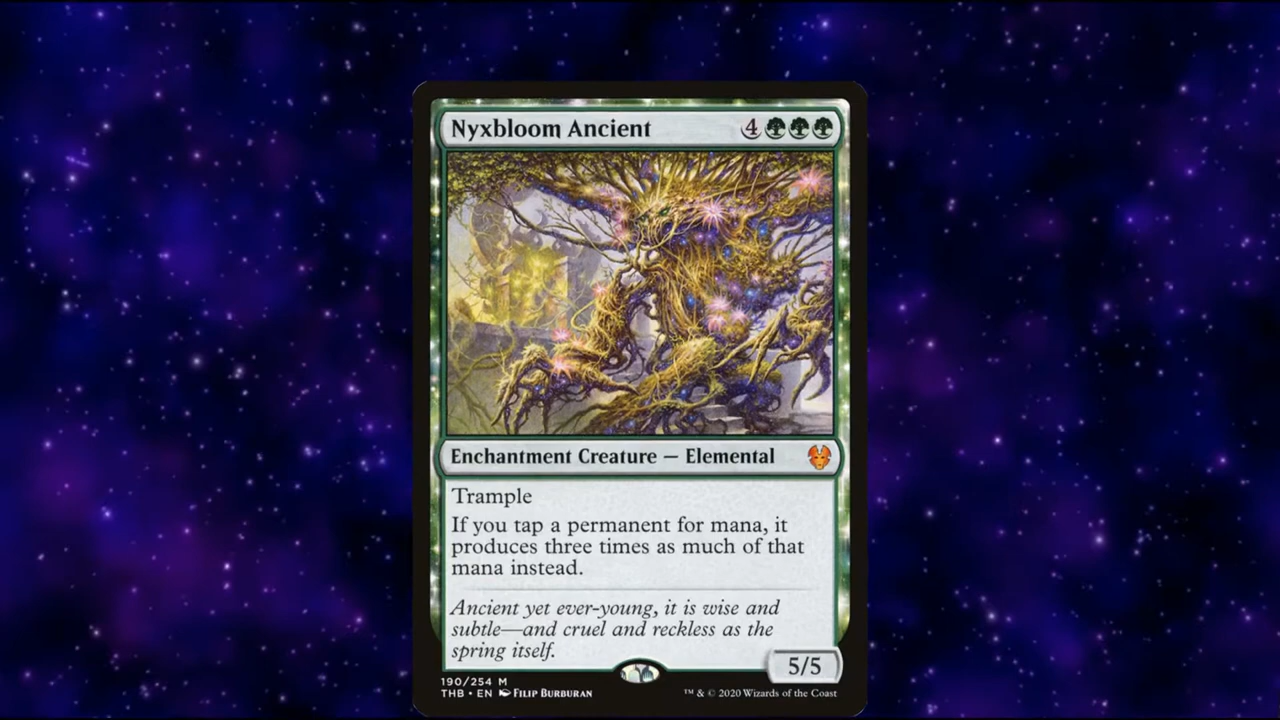 Nyxbloom Ancient 4
Enchantment Creature — Elemental
Trample
If you tap a permanent for mana, it
produces three times as much of that
mana instead.
Ancient yet ever-young, it is wise and
subtle—and cruel and reckless as the
spring itself.
5/5
190/254 M
THB • EN Filip Burburan
™ & © 2020 Wizards of the Coast